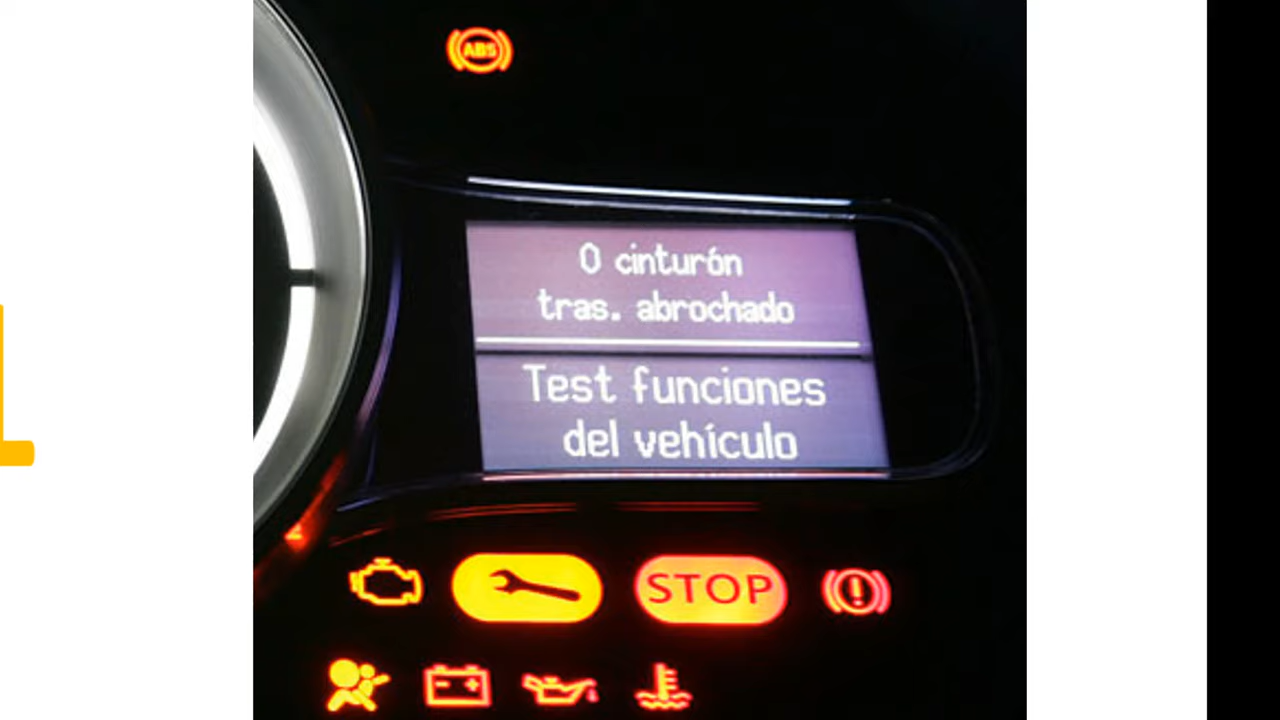 ABS
0 cinturón
tras. abrochado
Test funciones
del vehículo
STOP